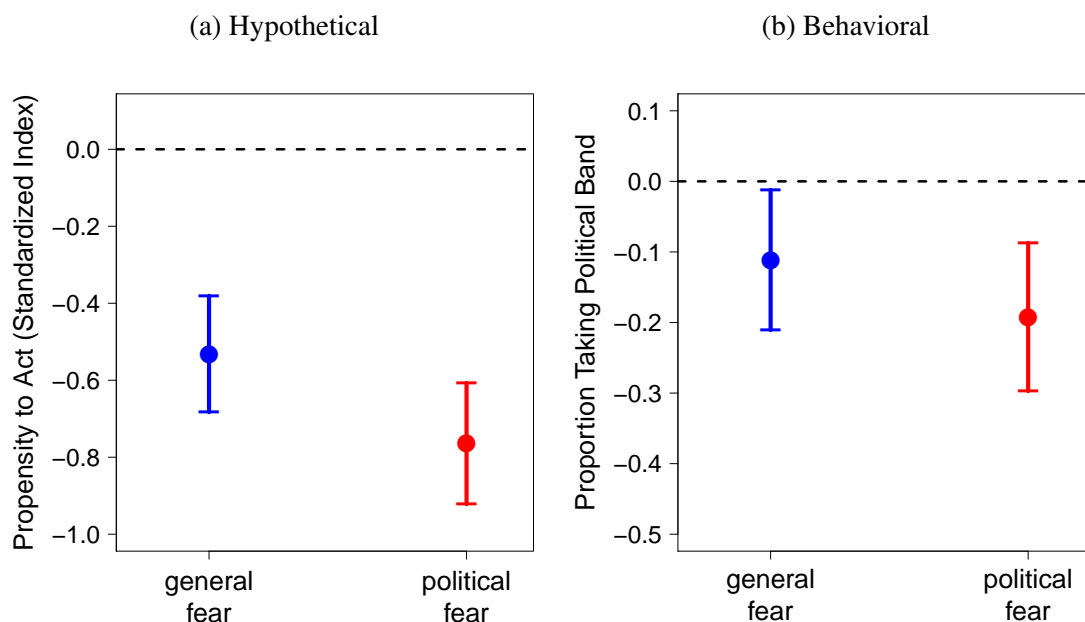 (a) Hypothetical
Propensity to Act (Standardized Index)
0.0
−0.2
−0.4
−0.6
−0.8
−1.0
general
fear
political
fear
(b) Behavioral
Proportion Taking Political Band
0.1
0.0
−0.1
−0.2
−0.3
−0.4
−0.5
general
fear
political
fear